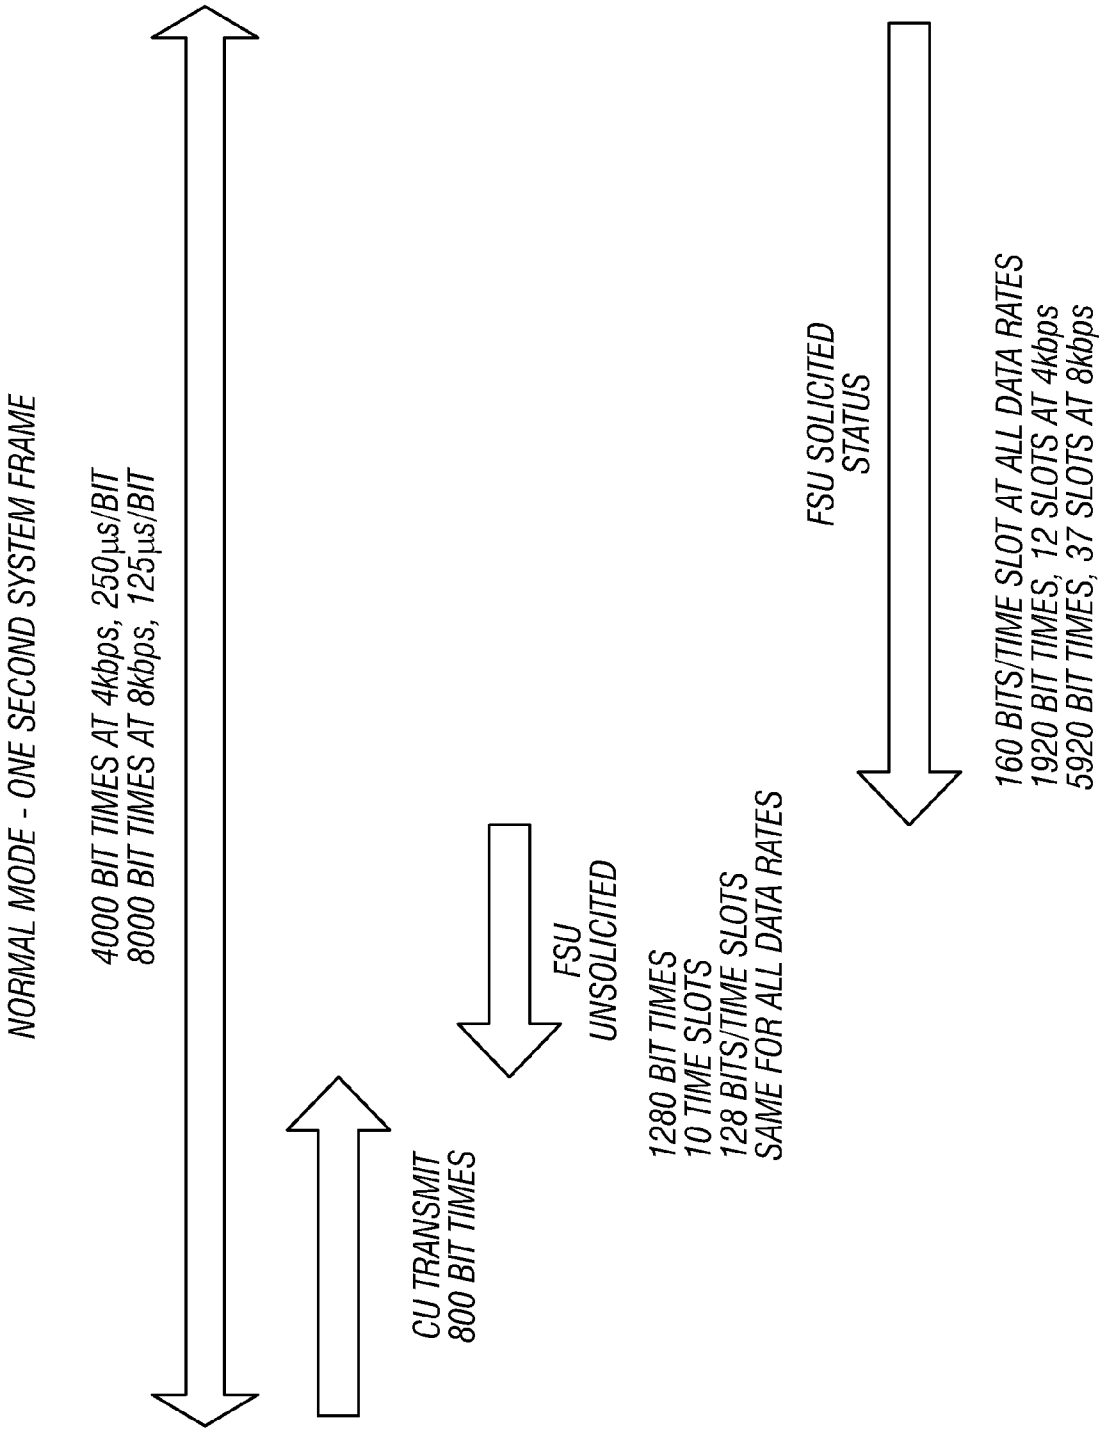 NORMAL MODE - ONE SECOND SYSTEM FRAME
4000 BIT TIMES AT 4kbps, 250µs/BIT
8000 BIT TIMES AT 8kbps, 125µs/BIT
CU TRANSMIT
800 BIT TIMES
FSU
UNSOLICITED
1280 BIT TIMES
10 TIME SLOTS
128 BITS/TIME SLOTS
SAME FOR ALL DATA RATES
FSU SOLICITED
STATUS
160 BITS/TIME SLOT AT ALL DATA RATES
1920 BIT TIMES, 12 SLOTS AT 4kbps
5920 BIT TIMES, 37 SLOTS AT 8kbps